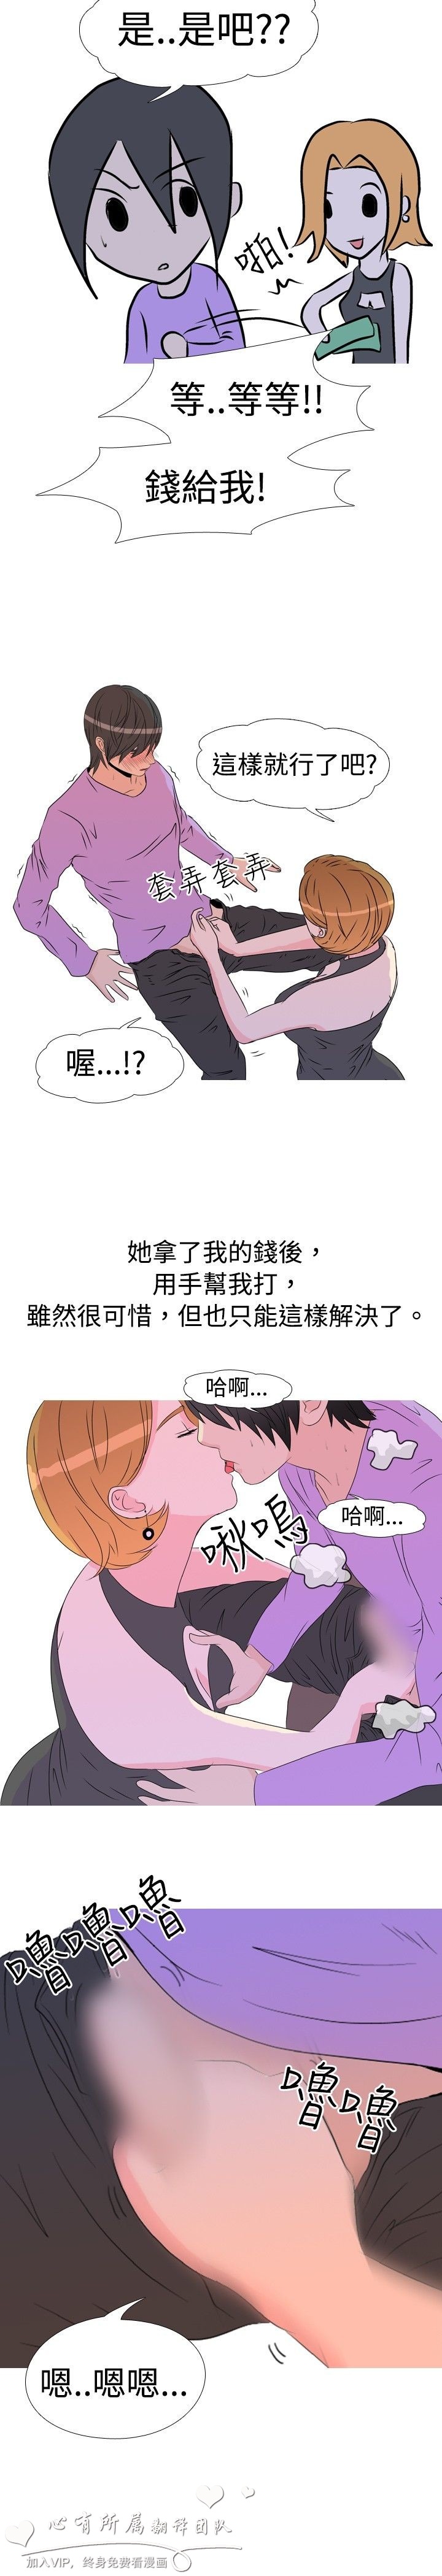 是..是吧??
啪!
等..等等!!
錢給我!
這樣就行了吧?
套弄套弄
喔...!?
她拿了我的錢後，
用手幫我打，
雖然很可惜，但也只能這樣解決了。
哈啊...
啾嗚
哈啊...
嚕嚕嚕
嚕嚕
嗯..嗯嗯...
心有所属翻译团队
加入VIP，终身免费看漫画